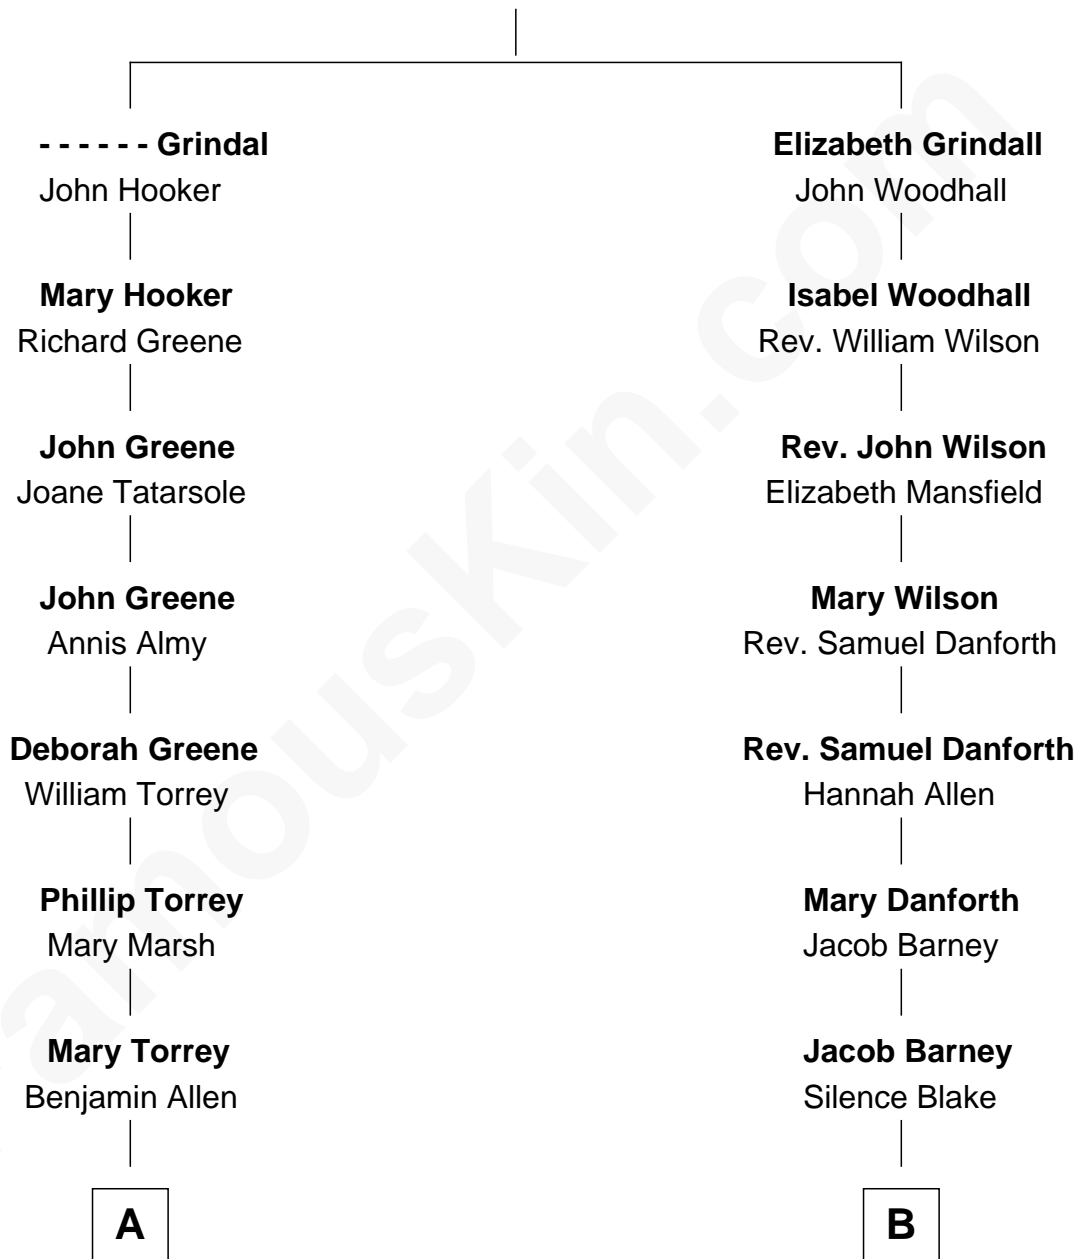 - - - - - - Grindal
John Hooker
Mary Hooker
Richard Greene
John Greene
Joane Tatarsole
John Greene
Annis Almy
Deborah Greene
William Torrey
Phillip Torrey
Mary Marsh
Mary Torrey
Benjamin Allen
A
Elizabeth Grindall
John Woodhall
Isabel Woodhall
Rev. William Wilson
Rev. John Wilson
Elizabeth Mansfield
Mary Wilson
Rev. Samuel Danforth
Rev. Samuel Danforth
Hannah Allen
Mary Danforth
Jacob Barney
Jacob Barney
Silence Blake
B
amousKin.com